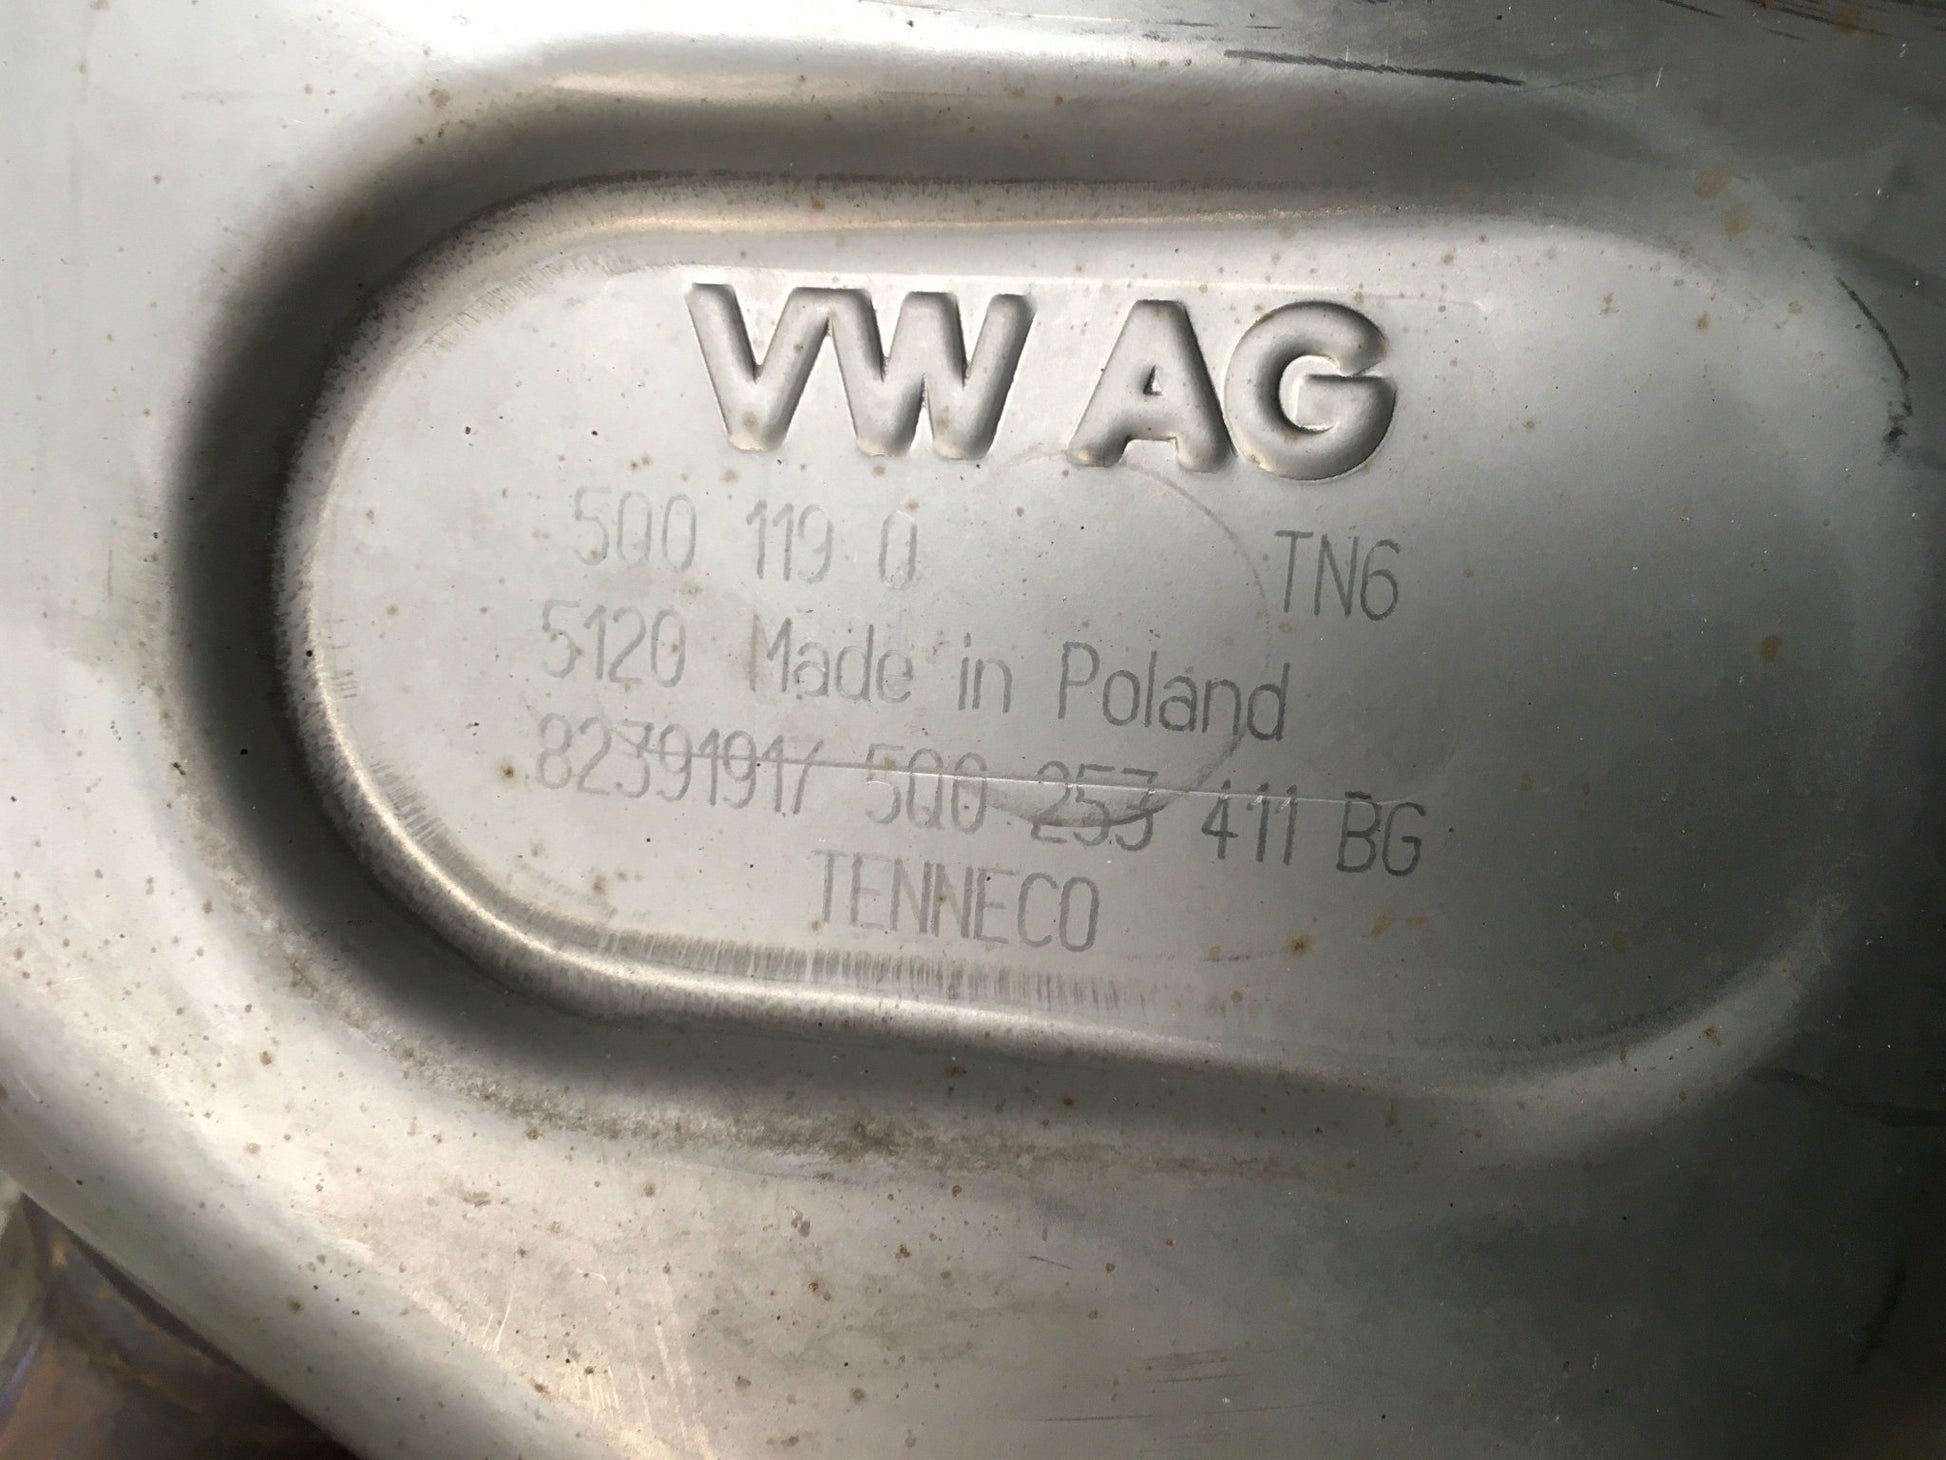 VW AG
5Q0 119 0 TN6
5120 Made in Poland
82391917 5Q0 253 411 BG
TENNECO